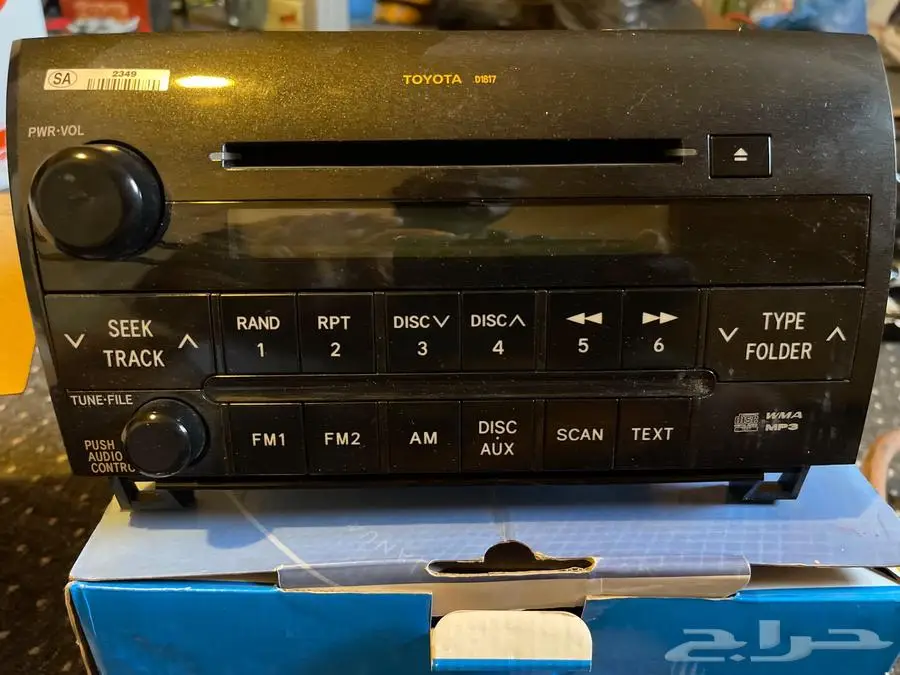 SA
2349
TOYOTA D1817
PWR·VOL
SEEK
TRACK
RAND
1
RPT
2
DISC
3
DISC
4
5
6
TYPE
FOLDER
TUNE·FILE
PUSH
AUDIO
CONTRO
FM1
FM2
AM
DISC
·
AUX
SCAN
TEXT
WMA
MP3
حراج